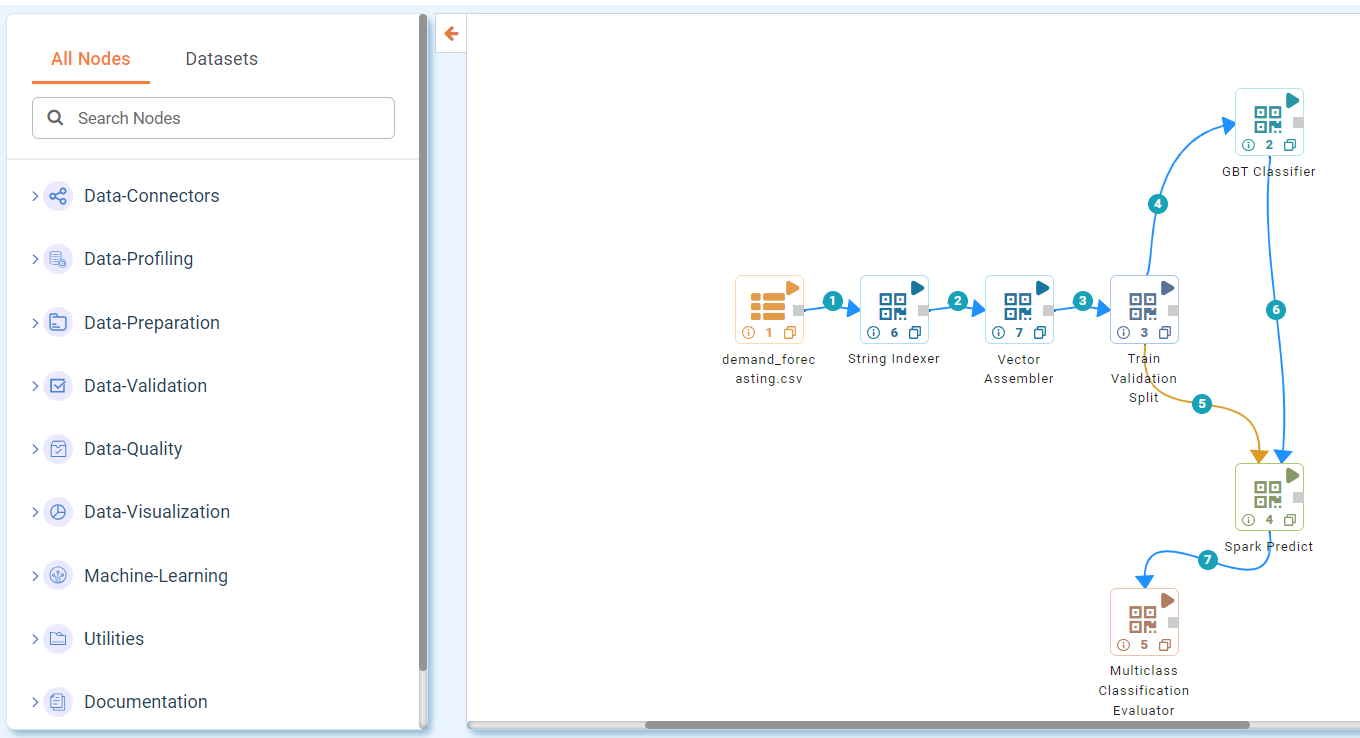 All Nodes
Datasets
Search Nodes
Data-Connectors
Data-Profiling
Data-Preparation
Data-Validation
Data-Quality
Data-Visualization
Machine-Learning
Utilities
Documentation
2
GBT Classifier
4
1
demand_forec
asting.csv
1
6
String Indexer
2
7
Vector
Assembler
3
3
Train
Validation
Split
6
5
4
Spark Predict
7
5
Multiclass
Classification
Evaluator